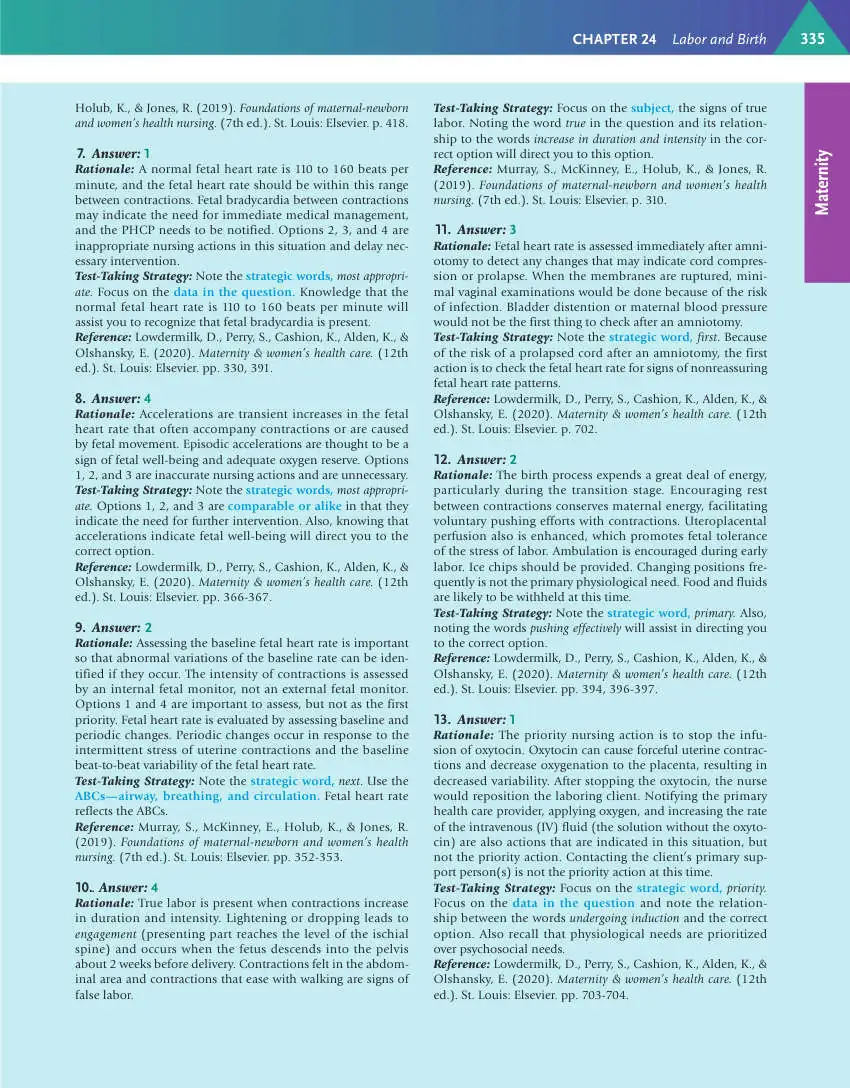 CHAPTER 24 Labor and Birth 335
Maternity
Holub, K., & Jones, R. (2019). Foundations of maternal-newborn
and women's health nursing. (7th ed.). St. Louis: Elsevier. p. 418.
7. Answer: 1
Rationale: A normal fetal heart rate is 110 to 160 beats per
minute, and the fetal heart rate should be within this range
between contractions. Fetal bradycardia between contractions
may indicate the need for immediate medical management,
and the PHCP needs to be notified. Options 2, 3, and 4 are
inappropriate nursing actions in this situation and delay nec-
essary intervention.
Test-Taking Strategy: Note the strategic words, most appropri-
ate. Focus on the data in the question. Knowledge that the
normal fetal heart rate is 110 to 160 beats per minute will
assist you to recognize that fetal bradycardia is present.
Reference: Lowdermilk, D., Perry, S., Cashion, K., Alden, K., &
Olshansky, E. (2020). Maternity & women's health care. (12th
ed.). St. Louis: Elsevier. pp. 330, 391.
8. Answer: 4
Rationale: Accelerations are transient increases in the fetal
heart rate that often accompany contractions or are caused
by fetal movement. Episodic accelerations are thought to be a
sign of fetal well-being and adequate oxygen reserve. Options
1, 2, and 3 are inaccurate nursing actions and are unnecessary.
Test-Taking Strategy: Note the strategic words, most appropri-
ate. Options 1, 2, and 3 are comparable or alike in that they
indicate the need for further intervention. Also, knowing that
accelerations indicate fetal well-being will direct you to the
correct option.
Reference: Lowdermilk, D., Perry, S., Cashion, K., Alden, K., &
Olshansky, E. (2020). Maternity & women's health care. (12th
ed.). St. Louis: Elsevier. pp. 366-367.
9. Answer: 2
Rationale: Assessing the baseline fetal heart rate is important
so that abnormal variations of the baseline rate can be iden-
tified if they occur. The intensity of contractions is assessed
by an internal fetal monitor, not an external fetal monitor.
Options 1 and 4 are important to assess, but not as the first
priority. Fetal heart rate is evaluated by assessing baseline and
periodic changes. Periodic changes occur in response to the
intermittent stress of uterine contractions and the baseline
beat-to-beat variability of the fetal heart rate.
Test-Taking Strategy: Note the strategic word, next. Use the
ABCs—airway, breathing, and circulation. Fetal heart rate
reflects the ABCs.
Reference: Murray, S., McKinney, E., Holub, K., & Jones, R.
(2019). Foundations of maternal-newborn and women's health
nursing. (7th ed.). St. Louis: Elsevier. pp. 352-353.
10.. Answer: 4
Rationale: True labor is present when contractions increase
in duration and intensity. Lightening or dropping leads to
engagement (presenting part reaches the level of the ischial
spine) and occurs when the fetus descends into the pelvis
about 2 weeks before delivery. Contractions felt in the abdom-
inal area and contractions that ease with walking are signs of
false labor.
Test-Taking Strategy: Focus on the subject, the signs of true
labor. Noting the word true in the question and its relation-
ship to the words increase in duration and intensity in the cor-
rect option will direct you to this option.
Reference: Murray, S., McKinney, E., Holub, K., & Jones, R.
(2019). Foundations of maternal-newborn and women's health
nursing. (7th ed.). St. Louis: Elsevier. p. 310.
11. Answer: 3
Rationale: Fetal heart rate is assessed immediately after amni-
otomy to detect any changes that may indicate cord compres-
sion or prolapse. When the membranes are ruptured, mini-
mal vaginal examinations would be done because of the risk
of infection. Bladder distention or maternal blood pressure
would not be the first thing to check after an amniotomy.
Test-Taking Strategy: Note the strategic word, first. Because
of the risk of a prolapsed cord after an amniotomy, the first
action is to check the fetal heart rate for signs of nonreassuring
fetal heart rate patterns.
Reference: Lowdermilk, D., Perry, S., Cashion, K., Alden, K., &
Olshansky, E. (2020). Maternity & women's health care. (12th
ed.). St. Louis: Elsevier. p. 702.
12. Answer: 2
Rationale: The birth process expends a great deal of energy,
particularly during the transition stage. Encouraging rest
between contractions conserves maternal energy, facilitating
voluntary pushing efforts with contractions. Uteroplacental
perfusion also is enhanced, which promotes fetal tolerance
of the stress of labor. Ambulation is encouraged during early
labor. Ice chips should be provided. Changing positions fre-
quently is not the primary physiological need. Food and fluids
are likely to be withheld at this time.
Test-Taking Strategy: Note the strategic word, primary. Also,
noting the words pushing effectively will assist in directing you
to the correct option.
Reference: Lowdermilk, D., Perry, S., Cashion, K., Alden, K., &
Olshansky, E. (2020). Maternity & women's health care. (12th
ed.). St. Louis: Elsevier. pp. 394, 396-397.
13. Answer: 1
Rationale: The priority nursing action is to stop the infu-
sion of oxytocin. Oxytocin can cause forceful uterine contrac-
tions and decrease oxygenation to the placenta, resulting in
decreased variability. After stopping the oxytocin, the nurse
would reposition the laboring client. Notifying the primary
health care provider, applying oxygen, and increasing the rate
of the intravenous (IV) fluid (the solution without the oxyto-
cin) are also actions that are indicated in this situation, but
not the priority action. Contacting the client's primary sup-
port person(s) is not the priority action at this time.
Test-Taking Strategy: Focus on the strategic word, priority.
Focus on the data in the question and note the relation-
ship between the words undergoing induction and the correct
option. Also recall that physiological needs are prioritized
over psychosocial needs.
Reference: Lowdermilk, D., Perry, S., Cashion, K., Alden, K., &
Olshansky, E. (2020). Maternity & women's health care. (12th
ed.). St. Louis: Elsevier. pp. 703-704.